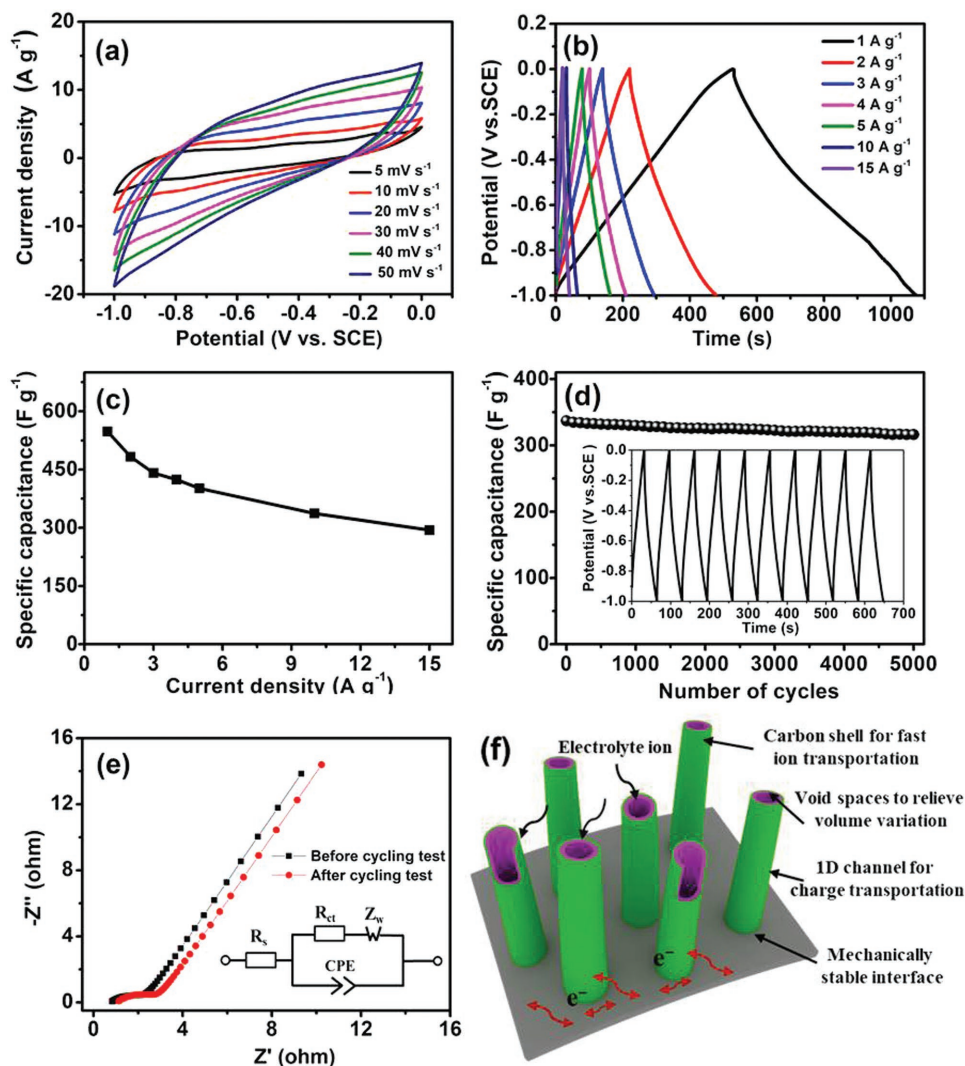 (a)
Current density (A g⁻¹)
20
10
0
-10
-20
5 mV s⁻¹
10 mV s⁻¹
20 mV s⁻¹
30 mV s⁻¹
40 mV s⁻¹
50 mV s⁻¹
-1.0 -0.8 -0.6 -0.4 -0.2 0.0
Potential (V vs. SCE)
(b)
Potential (V vs.SCE)
0.0
-0.2
-0.4
-0.6
-0.8
-1.0
1 A g⁻¹
2 A g⁻¹
3 A g⁻¹
4 A g⁻¹
5 A g⁻¹
10 A g⁻¹
15 A g⁻¹
0 200 400 600 800 1000
Time (s)
(c)
Specific capacitance (F g⁻¹)
600
450
300
150
0
0 3 6 9 12 15
Current density (A g⁻¹)
(d)
Specific capacitance (F g⁻¹)
400
300
200
100
0
Potential (V vs.SCE)
0.0
-0.2
-0.4
-0.6
-0.8
-1.0
0 100 200 300 400 500 600 700
Time (s)
0 1000 2000 3000 4000 5000
Number of cycles
(e)
-Z'' (ohm)
16
12
8
4
0
Before cycling test
After cycling test
Rs
Rct
Zw
CPE
0 4 8 12 16
Z' (ohm)
(f)
Electrolyte ion
Carbon shell for fast
ion transportation
Void spaces to relieve
volume variation
1D channel for
charge transportation
Mechanically
stable interface
e⁻
e⁻